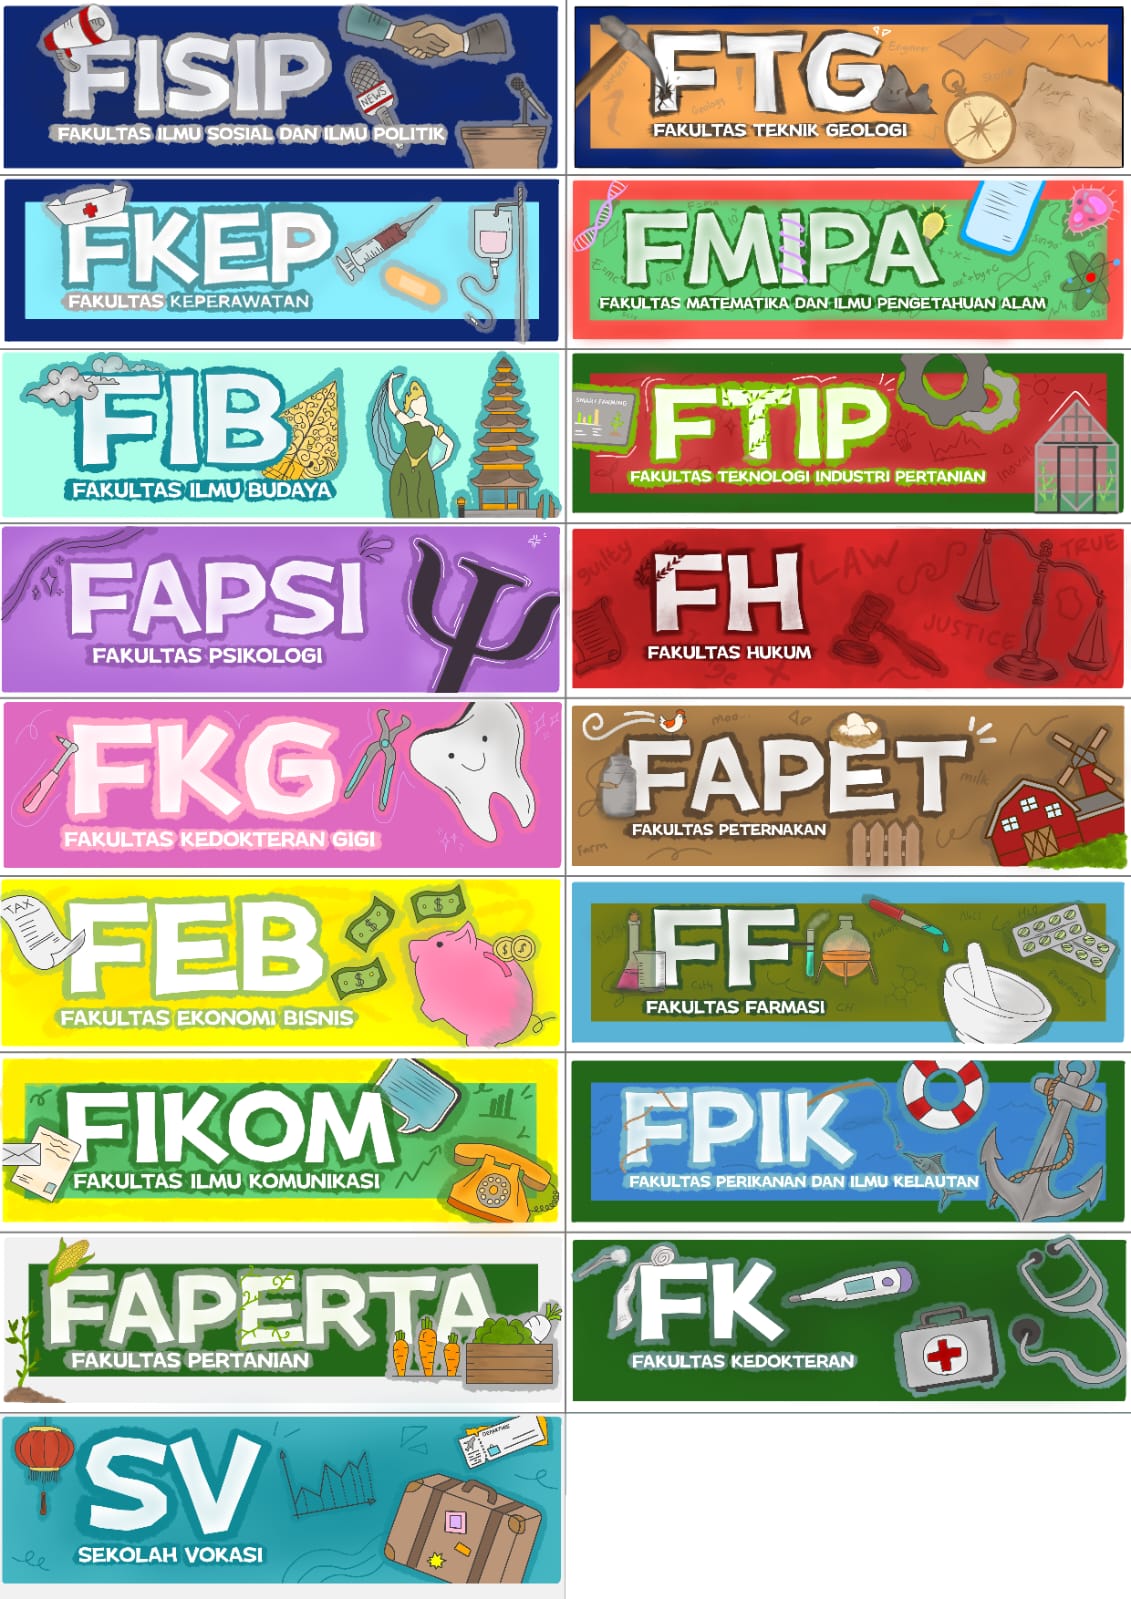 FISIP
NEWS
FAKULTAS ILMU SOSIAL DAN ILMU POLITIK
FTG
Engineer
Geology
Map
FAKULTAS TEKNIK GEOLOGI
FKEP
FAKULTAS KEPERAWATAN
FMIPA
FAKULTAS MATEMATIKA DAN ILMU PENGETAHUAN ALAM
FIB
FAKULTAS ILMU BUDAYA
SMART FARMING
FTIP
FAKULTAS TEKNOLOGI INDUSTRI PERTANIAN
FAPSI
FAKULTAS PSIKOLOGI
guilty
LAW
TRUE
FH
JUSTICE
FAKULTAS HUKUM
FKG
FAKULTAS KEDOKTERAN GIGI
moo...
FAPET
milk
FAKULTAS PETERNAKAN
Farm
TAX
FEB
FAKULTAS EKONOMI BISNIS
FF
FAKULTAS FARMASI
Pharmacy
FIKOM
FAKULTAS ILMU KOMUNIKASI
FPIK
FAKULTAS PERIKANAN DAN ILMU KELAUTAN
FAPERTA
FAKULTAS PERTANIAN
FK
FAKULTAS KEDOKTERAN
SV
SEKOLAH VOKASI